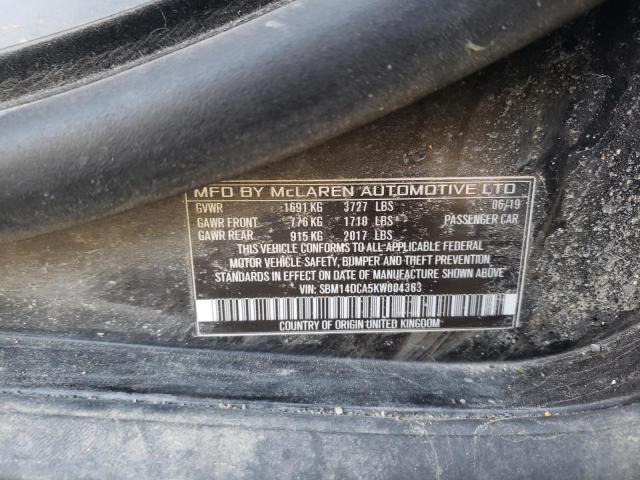 MFD BY McLAREN AUTOMOTIVE LTD
GVWR 1691 KG 3727 LBS 06/19
GAWR FRONT 776 KG 1710 LBS PASSENGER CAR
GAWR REAR 915 KG 2017 LBS
THIS VEHICLE CONFORMS TO ALL APPLICABLE FEDERAL
MOTOR VEHICLE SAFETY, BUMPER AND THEFT PREVENTION
STANDARDS IN EFFECT ON DATE OF MANUFACTURE SHOWN ABOVE
VIN: SBM14DCA5KW004363
COUNTRY OF ORIGIN UNITED KINGDOM